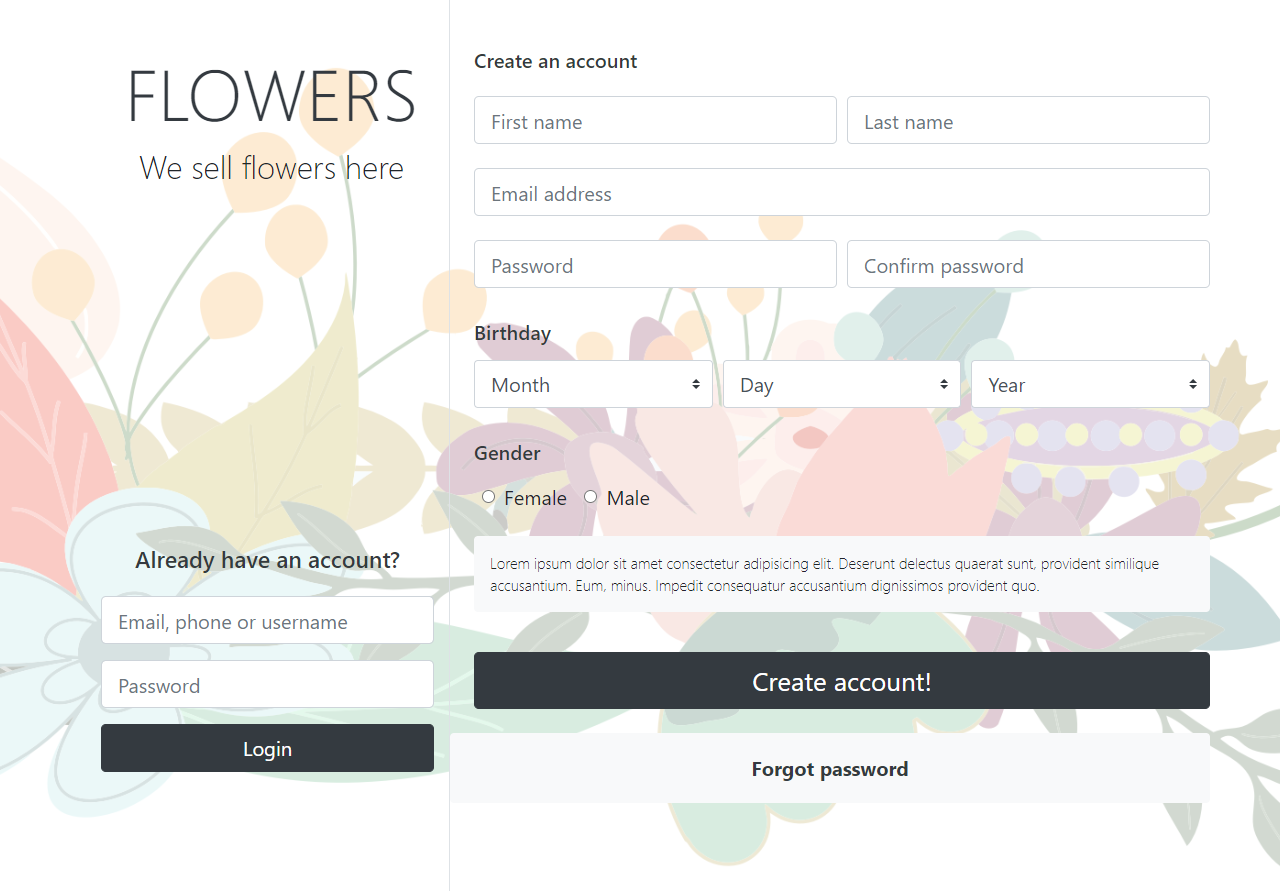 FLOWERS
We sell flowers here
Already have an account?
Email, phone or username
Password
Login
Create an account
First name
Last name
Email address
Password
Confirm password
Birthday
Month
Day
Year
Gender
Female
Male
Lorem ipsum dolor sit amet consectetur adipisicing elit. Deserunt delectus quaerat sunt, provident similique
accusantium. Eum, minus. Impedit consequatur accusantium dignissimos provident quo.
Create account!
Forgot password